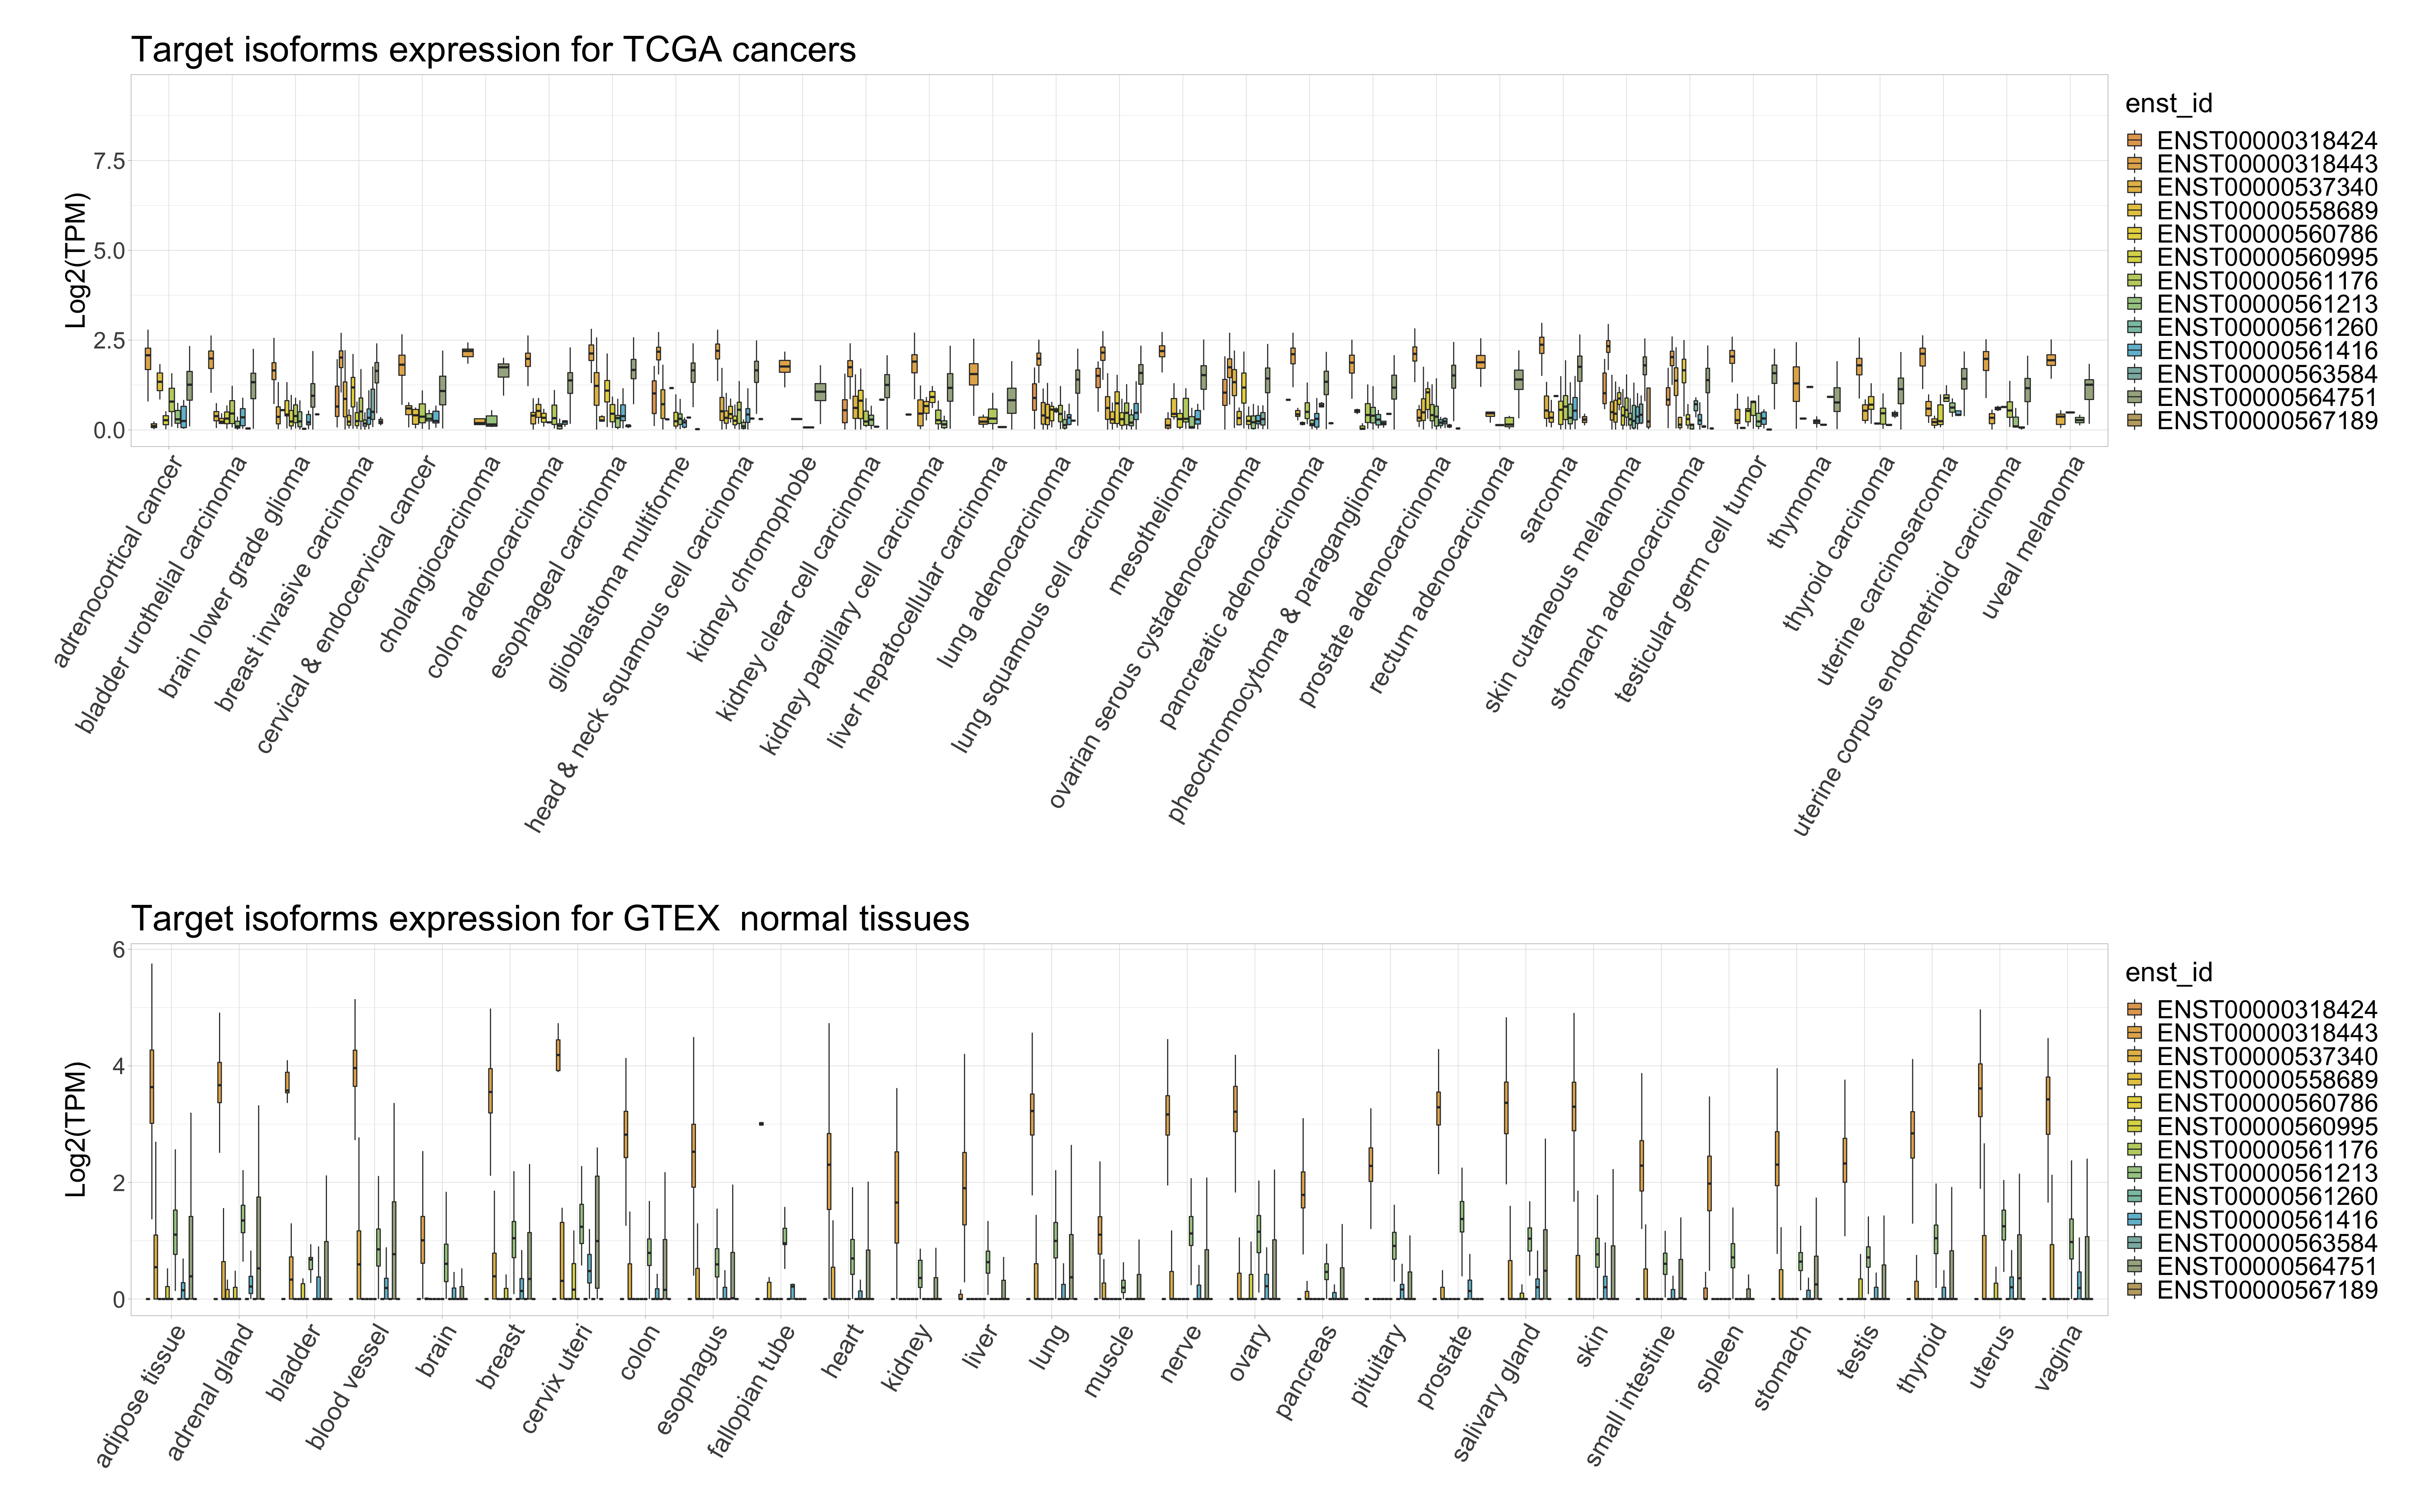 Target isoforms expression for TCGA cancers
Log2(TPM)
7.5
5.0
2.5
0.0
adrenocortical cancer
bladder urothelial carcinoma
brain lower grade glioma
breast invasive carcinoma
cervical & endocervical cancer
cholangiocarcinoma
colon adenocarcinoma
esophageal carcinoma
glioblastoma multiforme
head & neck squamous cell carcinoma
kidney chromophobe
kidney clear cell carcinoma
kidney papillary cell carcinoma
liver hepatocellular carcinoma
lung adenocarcinoma
lung squamous cell carcinoma
mesothelioma
ovarian serous cystadenocarcinoma
pancreatic adenocarcinoma
pheochromocytoma & paraganglioma
prostate adenocarcinoma
rectum adenocarcinoma
sarcoma
skin cutaneous melanoma
stomach adenocarcinoma
testicular germ cell tumor
thymoma
thyroid carcinoma
uterine carcinosarcoma
uterine corpus endometrioid carcinoma
uveal melanoma
enst_id
ENST00000318424
ENST00000318443
ENST00000537340
ENST00000558689
ENST00000560786
ENST00000560995
ENST00000561176
ENST00000561213
ENST00000561260
ENST00000561416
ENST00000563584
ENST00000564751
ENST00000567189
Target isoforms expression for GTEX  normal tissues
Log2(TPM)
6
4
2
0
adipose tissue
adrenal gland
bladder
blood vessel
brain
breast
cervix uteri
colon
esophagus
fallopian tube
heart
kidney
liver
lung
muscle
nerve
ovary
pancreas
pituitary
prostate
salivary gland
skin
small intestine
spleen
stomach
testis
thyroid
uterus
vagina
enst_id
ENST00000318424
ENST00000318443
ENST00000537340
ENST00000558689
ENST00000560786
ENST00000560995
ENST00000561176
ENST00000561213
ENST00000561260
ENST00000561416
ENST00000563584
ENST00000564751
ENST00000567189